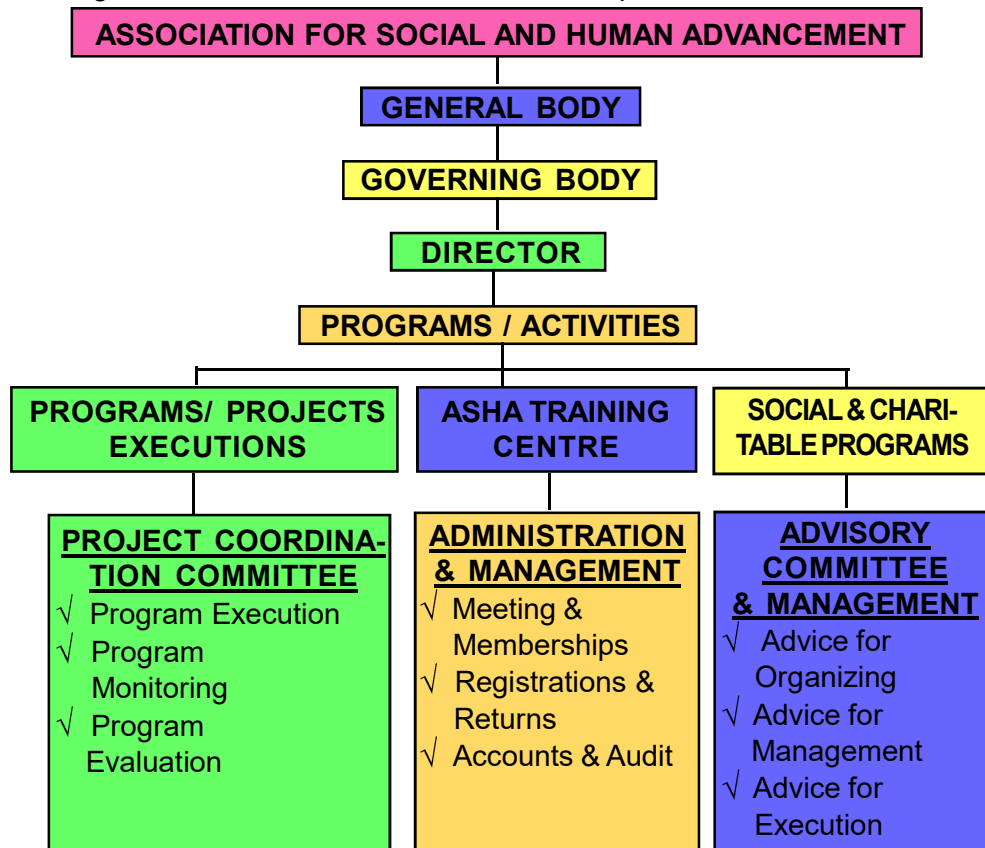 ASSOCIATION FOR SOCIAL AND HUMAN ADVANCEMENT
GENERAL BODY
GOVERNING BODY
DIRECTOR
PROGRAMS / ACTIVITIES
PROGRAMS/ PROJECTS
EXECUTIONS
ASHA TRAINING
CENTRE
SOCIAL & CHARI-
TABLE PROGRAMS
PROJECT COORDINA-
TION COMMITTEE
√ Program Execution
√ Program
Monitoring
√ Program
Evaluation
ADMINISTRATION
& MANAGEMENT
√ Meeting &
Memberships
√ Registrations &
Returns
√ Accounts & Audit
ADVISORY
COMMITTEE
& MANAGEMENT
√ Advice for
Organizing
√ Advice for
Management
√ Advice for
Execution